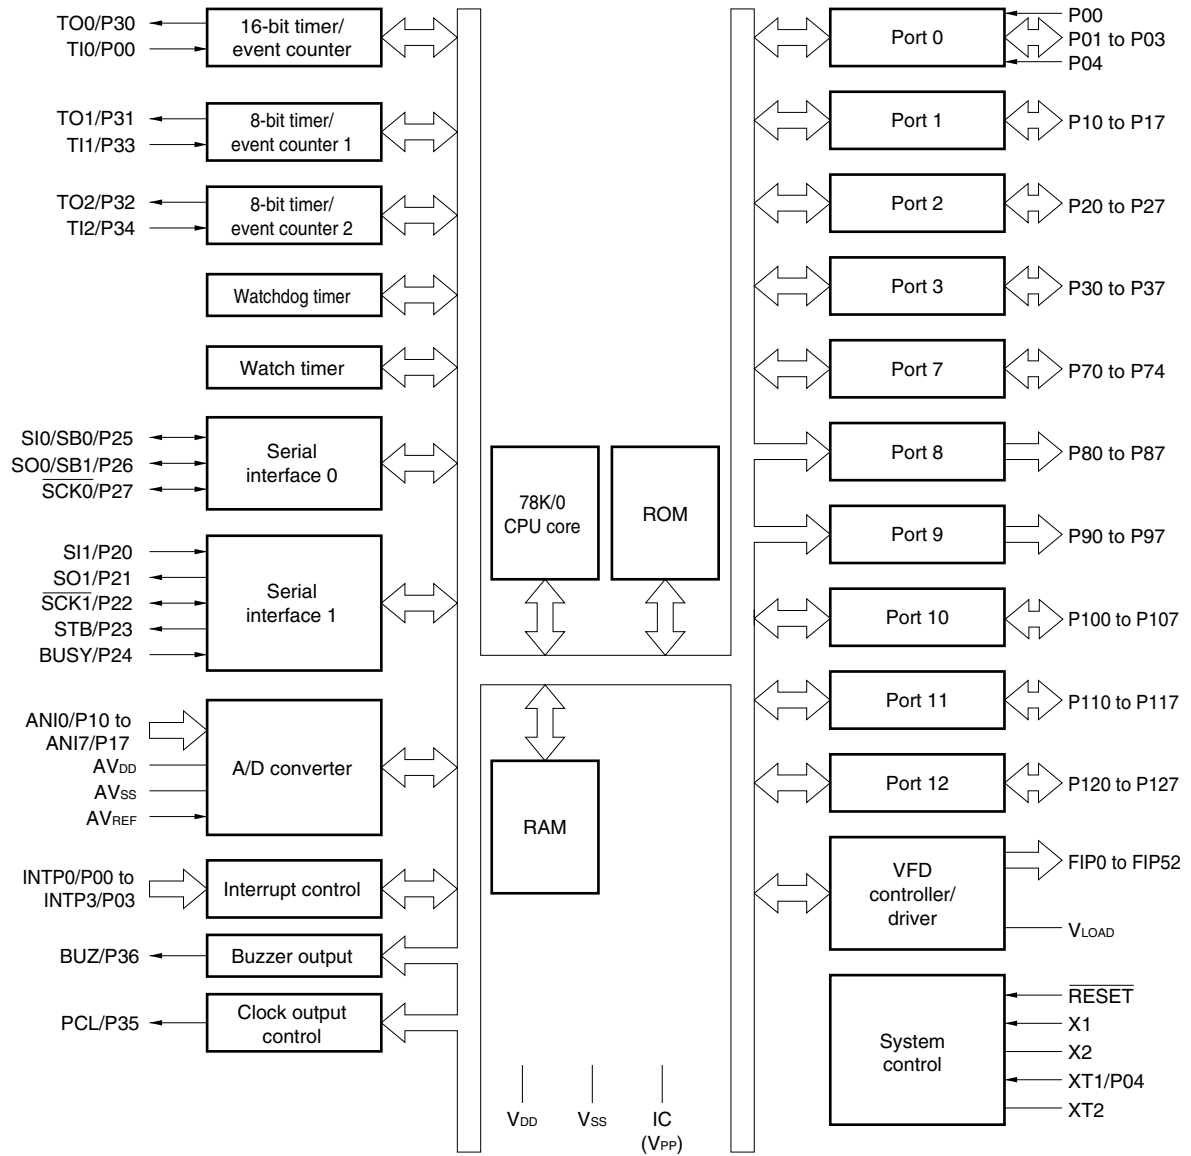 TO0/P30
TI0/P00
16-bit timer/
event counter
TO1/P31
TI1/P33
8-bit timer/
event counter 1
TO2/P32
TI2/P34
8-bit timer/
event counter 2
Watchdog timer
Watch timer
SI0/SB0/P25
SO0/SB1/P26
SCK0/P27
Serial
interface 0
SI1/P20
SO1/P21
SCK1/P22
STB/P23
BUSY/P24
Serial
interface 1
ANI0/P10 to
ANI7/P17
AVDD
AVSS
AVREF
A/D converter
INTP0/P00 to
INTP3/P03
Interrupt control
BUZ/P36
Buzzer output
PCL/P35
Clock output
control
78K/0
CPU core
ROM
RAM
VDD
VSS
IC
(VPP)
Port 0
P00
P01 to P03
P04
Port 1
P10 to P17
Port 2
P20 to P27
Port 3
P30 to P37
Port 7
P70 to P74
Port 8
P80 to P87
Port 9
P90 to P97
Port 10
P100 to P107
Port 11
P110 to P117
Port 12
P120 to P127
VFD
controller/
driver
FIP0 to FIP52
VLOAD
System
control
RESET
X1
X2
XT1/P04
XT2